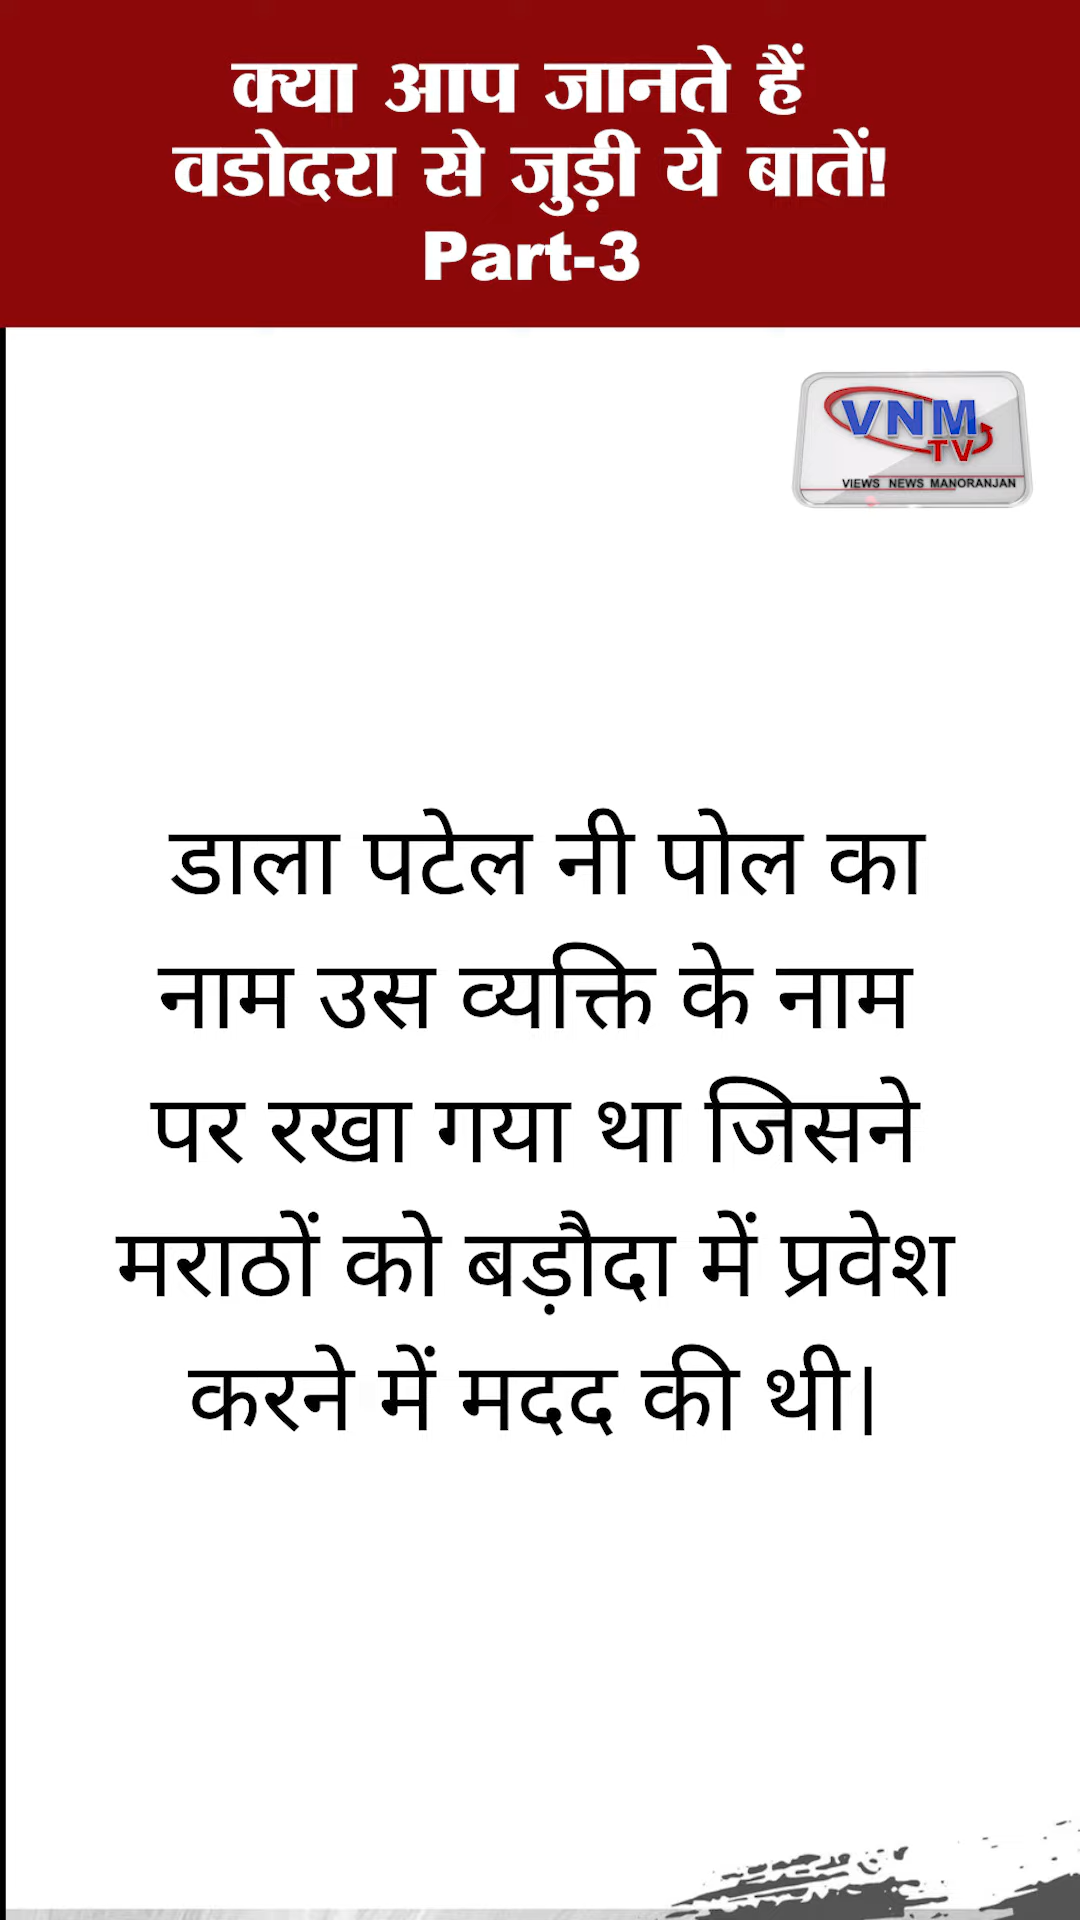 क्या आप जानते हैं
वडोदरा से जुड़ी ये बातें!
Part-3
VNM
TV
VIEWS NEWS MANORANJAN
डाला पटेल नी पोल का
नाम उस व्यक्ति के नाम
पर रखा गया था जिसने
मराठों को बड़ौदा में प्रवेश
करने में मदद की थी।